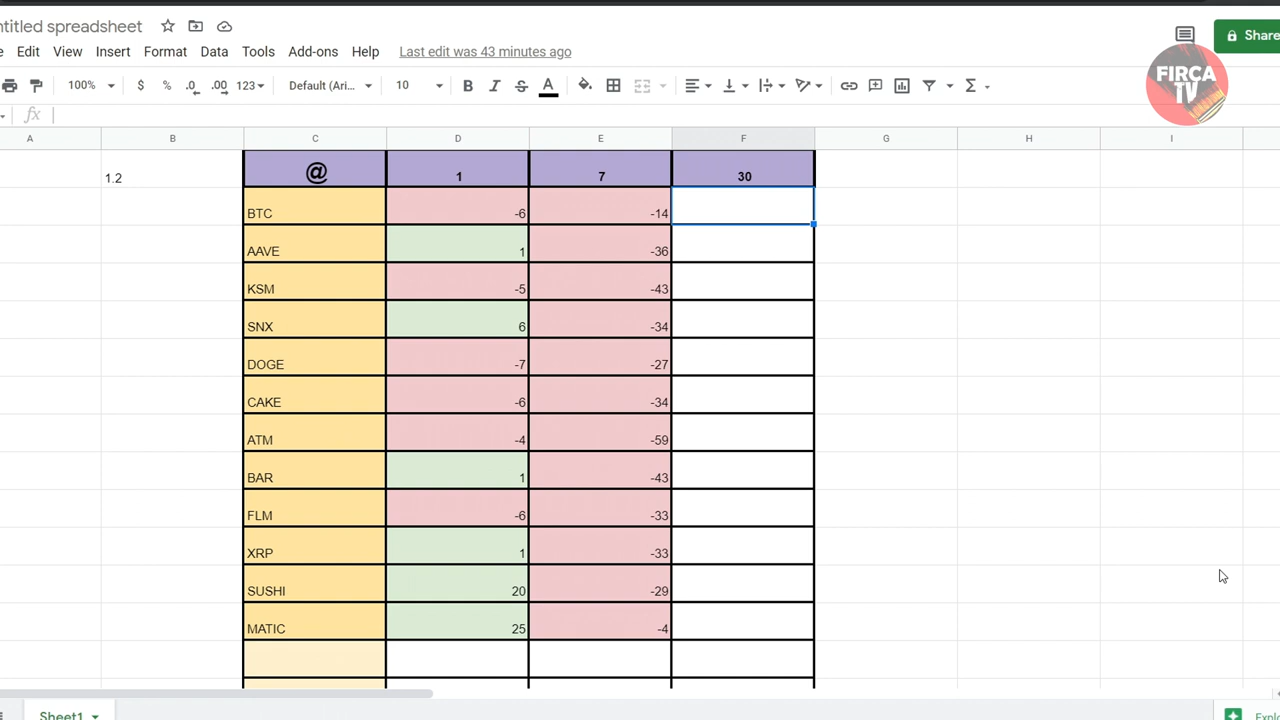 ntitled spreadsheet
Edit View Insert Format Data Tools Add-ons Help Last edit was 43 minutes ago
Share
100% $ % .0 .00 123 Default (Ari... 10 B I S A Σ
FIRCA
TV
fx
A B C D E F G H I
1.2 @ 1 7 30
BTC -6 -14
AAVE 1 -36
KSM -5 -43
SNX 6 -34
DOGE -7 -27
CAKE -6 -34
ATM -4 -59
BAR 1 -43
FLM -6 -33
XRP 1 -33
SUSHI 20 -29
MATIC 25 -4
Sheet1